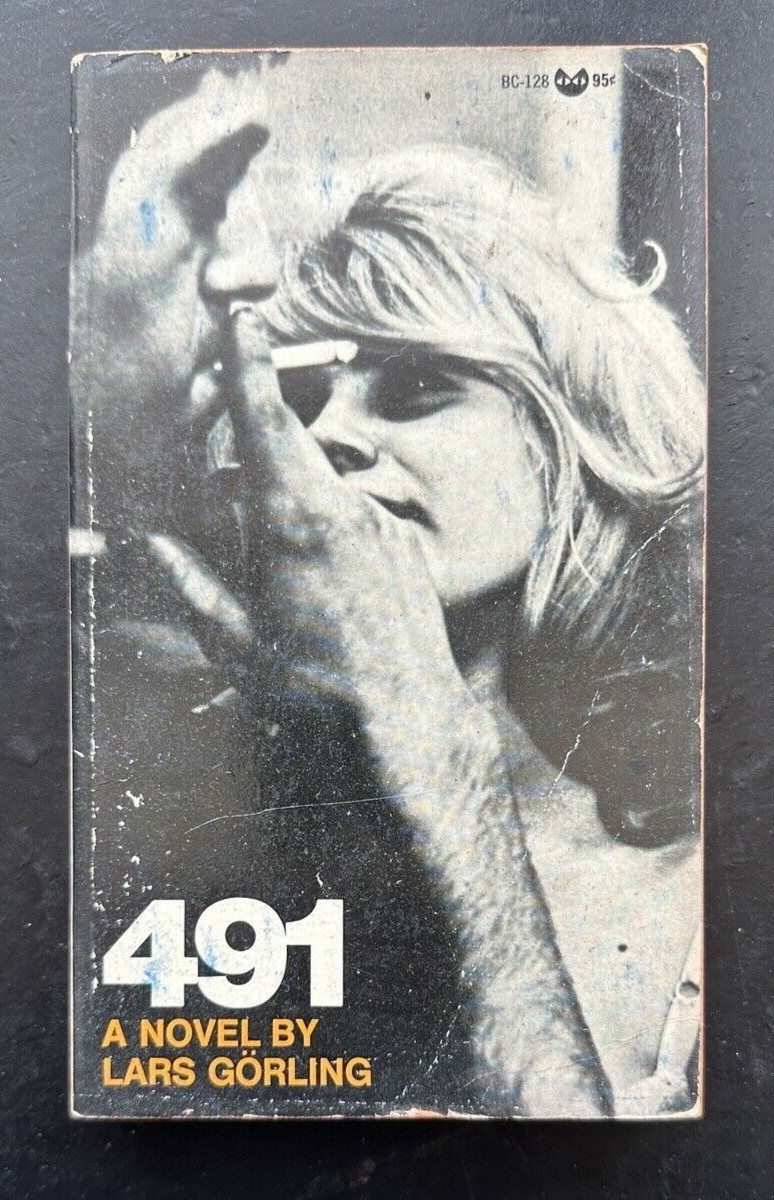 BC-128 95¢
491
A NOVEL BY
LARS GÖRLING